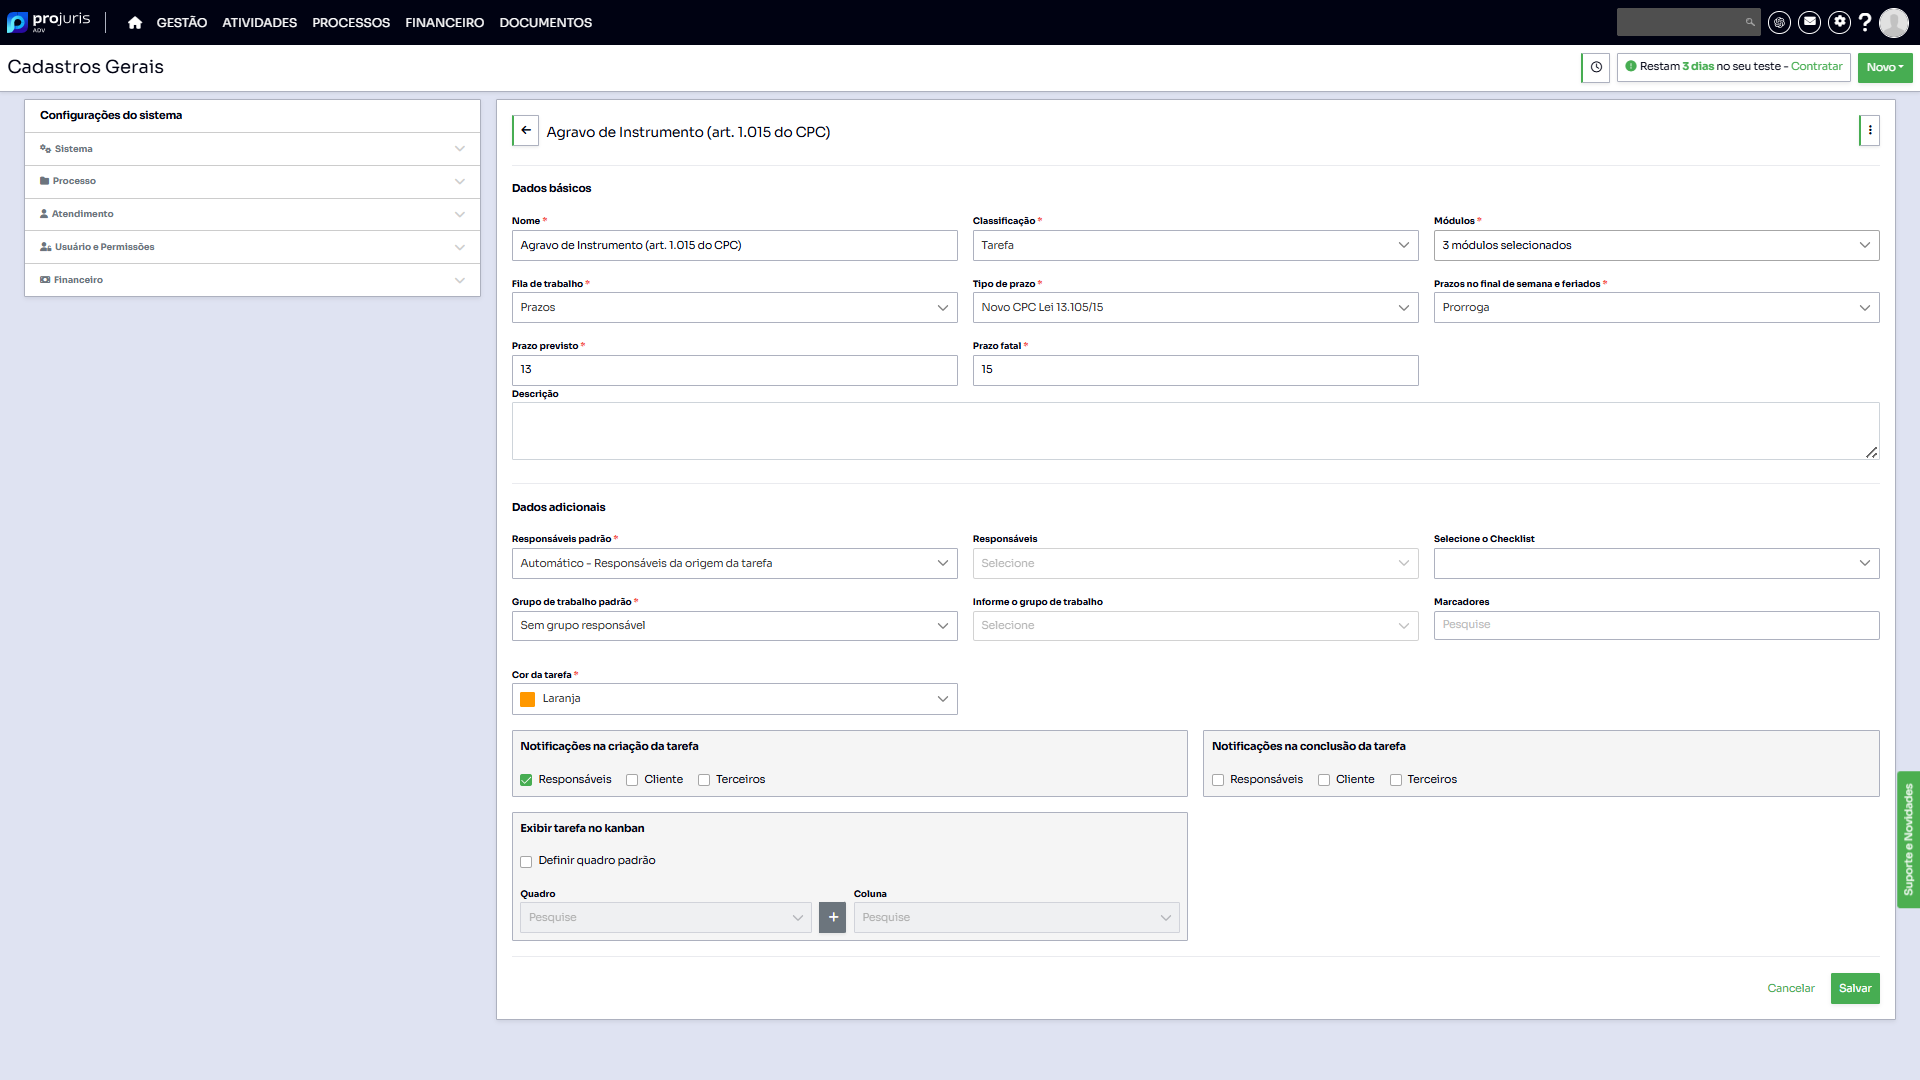 projuris
ADV
GESTÃO
ATIVIDADES
PROCESSOS
FINANCEIRO
DOCUMENTOS
?
Cadastros Gerais
Restam 3 dias no seu teste - Contratar
Novo
Configurações do sistema
Sistema
Processo
Atendimento
Usuário e Permissões
Financeiro
Agravo de Instrumento (art. 1.015 do CPC)
Dados básicos
Nome *
Classificação *
Módulos *
Agravo de Instrumento (art. 1.015 do CPC)
Tarefa
3 módulos selecionados
Fila de trabalho *
Tipo de prazo *
Prazos no final de semana e feriados *
Prazos
Novo CPC Lei 13.105/15
Prorroga
Prazo previsto *
Prazo fatal *
13
15
Descrição
Dados adicionais
Responsáveis padrão *
Responsáveis
Selecione o Checklist
Automático - Responsáveis da origem da tarefa
Selecione
Grupo de trabalho padrão *
Informe o grupo de trabalho
Marcadores
Sem grupo responsável
Selecione
Pesquise
Cor da tarefa *
Laranja
Notificações na criação da tarefa
Responsáveis
Cliente
Terceiros
Notificações na conclusão da tarefa
Responsáveis
Cliente
Terceiros
Exibir tarefa no kanban
Definir quadro padrão
Quadro
Coluna
Pesquise
+
Pesquise
Cancelar
Salvar
Suporte e Novidades